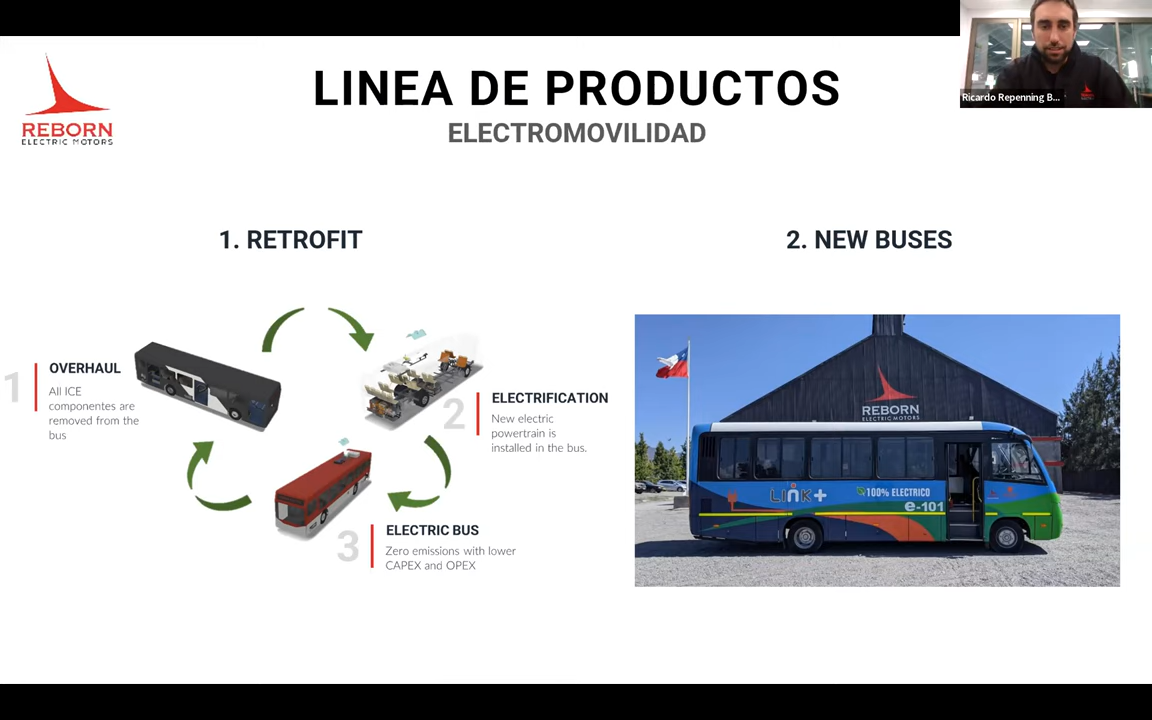 Ricardo Repenning B...
REBORN
ELECTRIC MOTORS
LINEA DE PRODUCTOS
ELECTROMOVILIDAD
1. RETROFIT
1
OVERHAUL
All ICE
componentes are
removed from the
bus
2
ELECTRIFICATION
New electric
powertrain is
installed in the bus.
3
ELECTRIC BUS
Zero emissions with lower
CAPEX and OPEX
2. NEW BUSES
REBORN
ELECTRIC MOTORS
LINK+
100% ELECTRICO
e-101